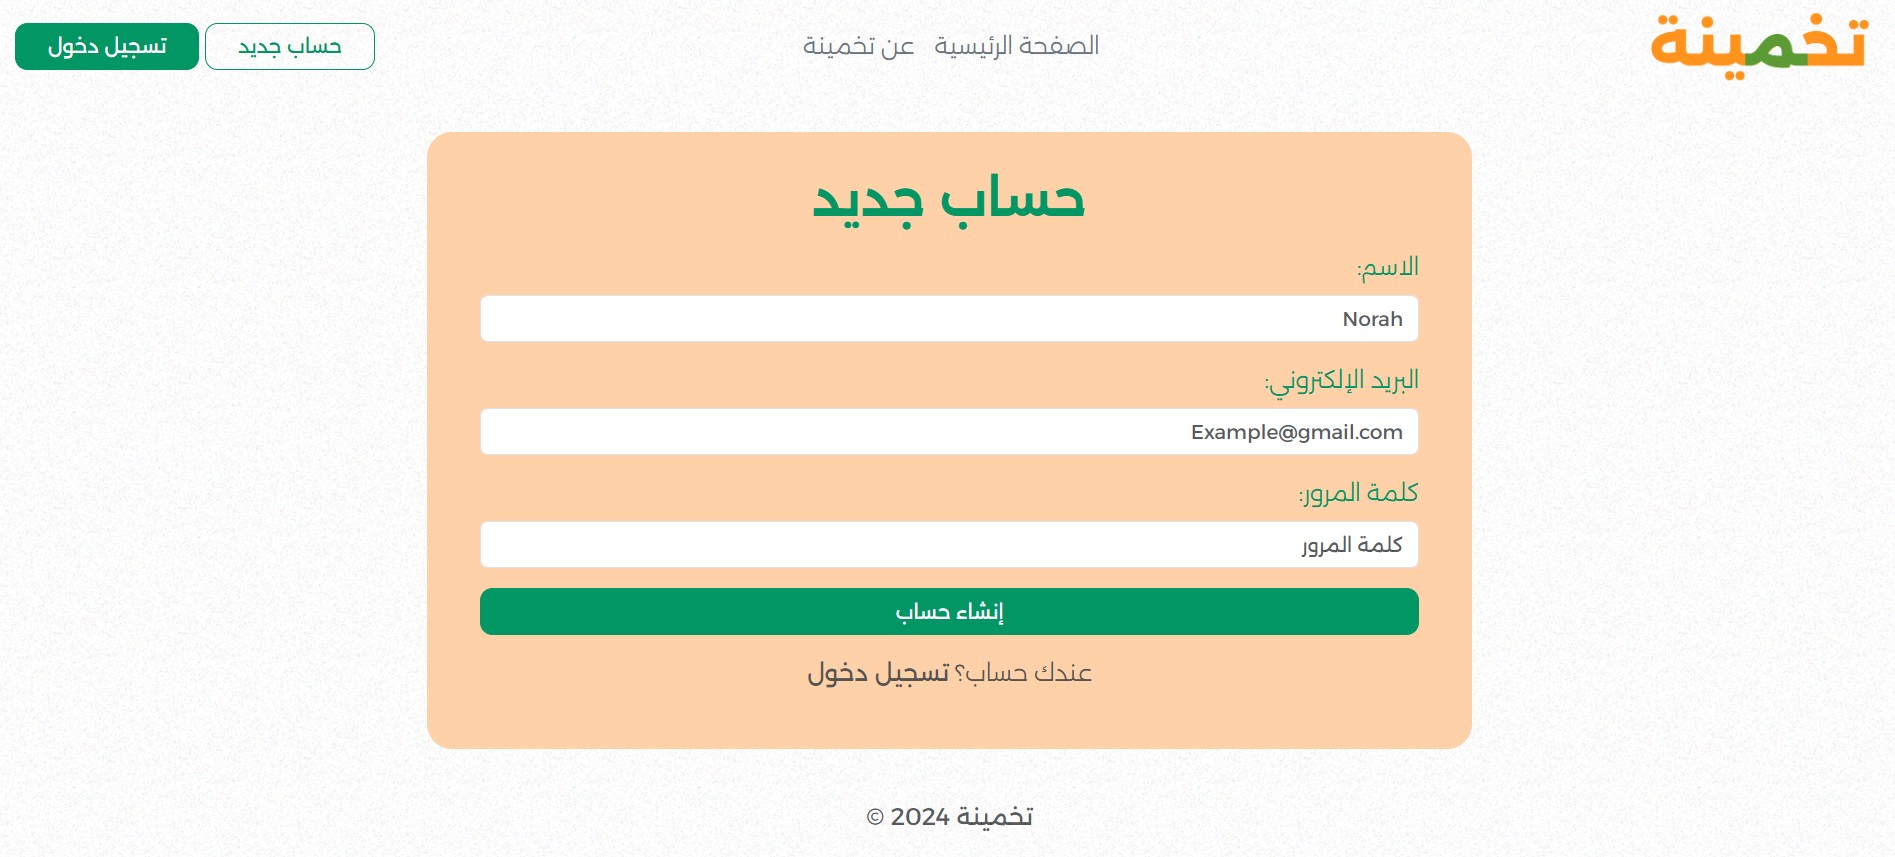 تخمينة
الصفحة الرئيسية
عن تخمينة
حساب جديد
تسجيل دخول
حساب جديد
الاسم:
Norah
البريد الإلكتروني:
Example@gmail.com
كلمة المرور:
كلمة المرور
إنشاء حساب
عندك حساب؟ تسجيل دخول
تخمينة 2024 ©